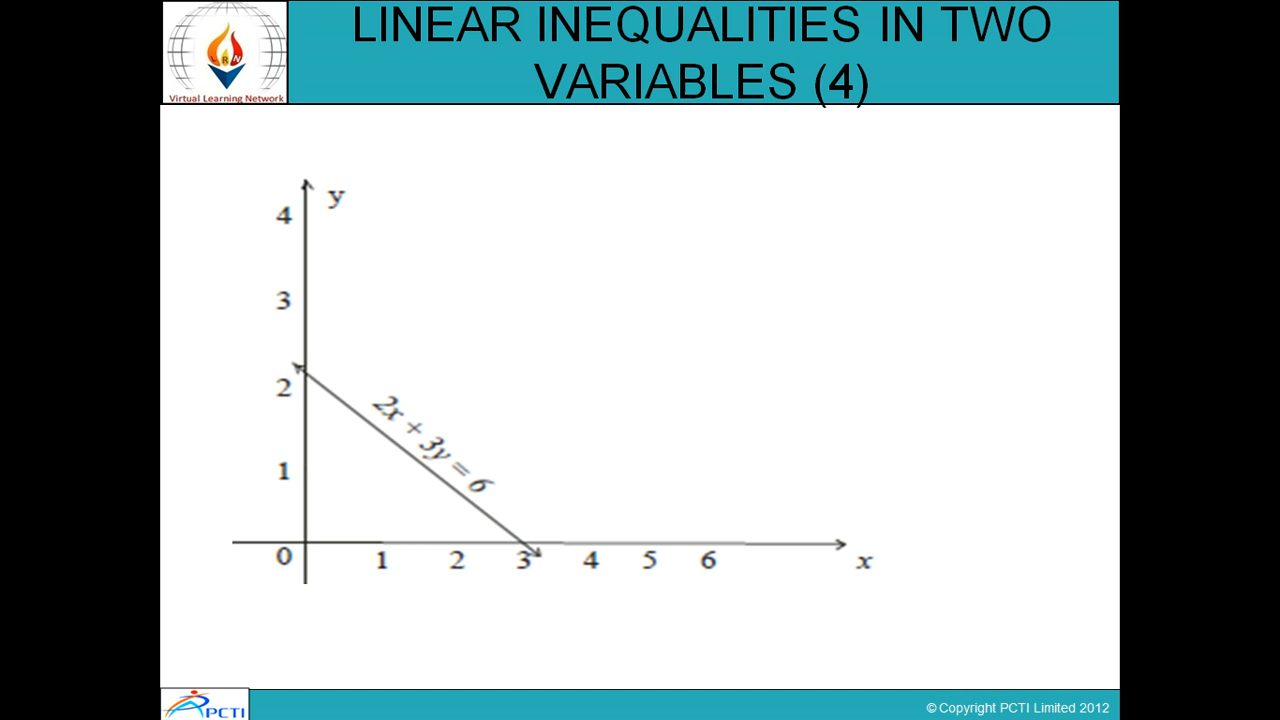 LINEAR INEQUALITIES IN TWO
VARIABLES (4)
LRN
Virtual Learning Network
y
4
3
2
1
0
2x + 3y = 6
1 2 3 4 5 6
x
PCTI
© Copyright PCTI Limited 2012